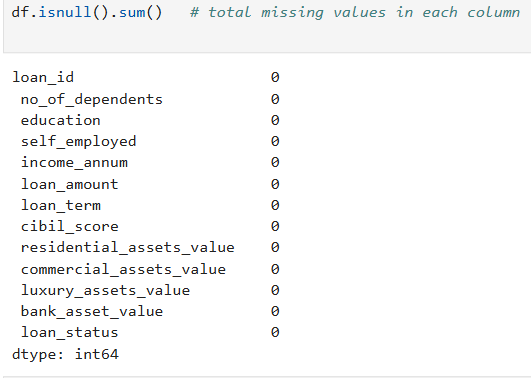 df.isnull().sum()   # total missing values in each column
loan_id                     0
 no_of_dependents           0
 education                  0
 self_employed              0
 income_annum               0
 loan_amount                0
 loan_term                  0
 cibil_score                0
 residential_assets_value   0
 commercial_assets_value    0
 luxury_assets_value        0
 bank_asset_value           0
 loan_status                0
dtype: int64